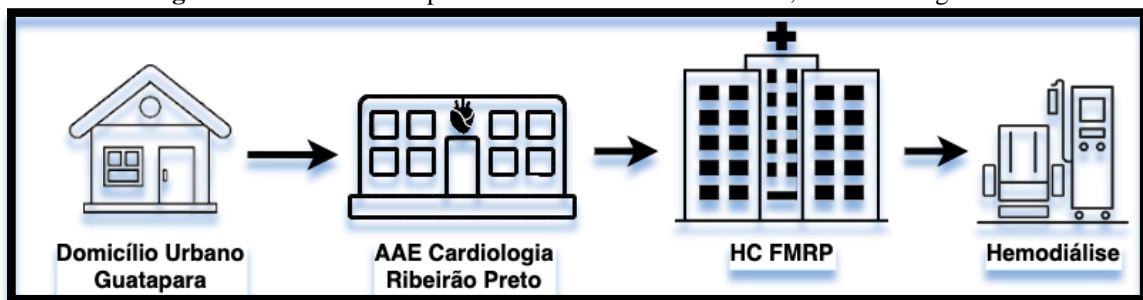 Domicílio Urbano
Guatapara
AAE Cardiologia
Ribeirão Preto
HC FMRP
Hemodiálise